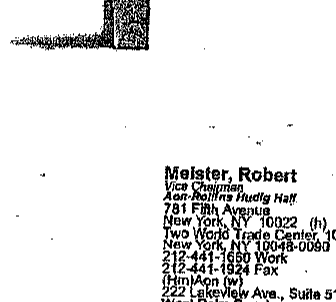 Meister, Robert
Vice Chairman
Aon-Rollins Hudig Hall
781 Fifth Avenue
New York, NY 10022 (h)
Two World Trade Center, 10
New York, NY 10048-0090
212-441-1650 Work
212-441-1924 Fax
(Hm)Aon (w)
222 Lakeview Ave., Suite 5